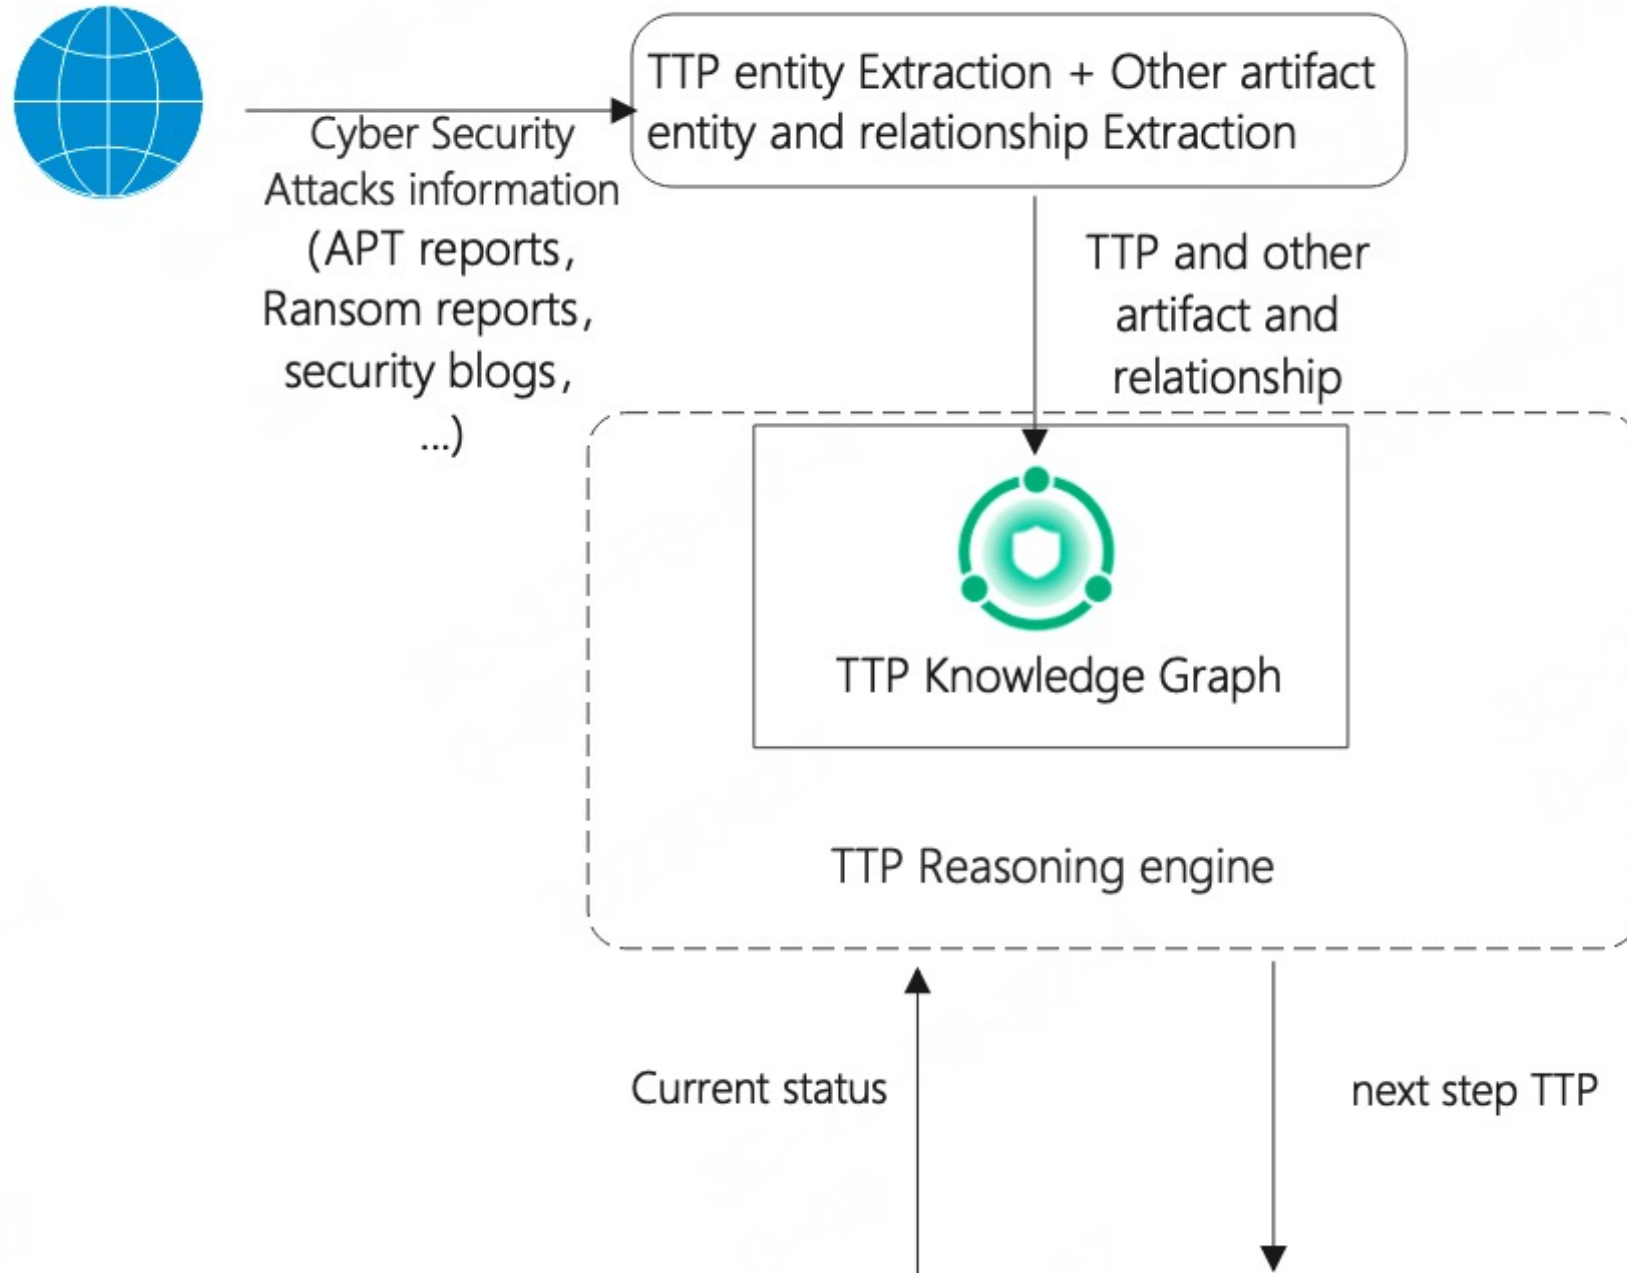 TTP entity Extraction + Other artifact
entity and relationship Extraction
Cyber Security
Attacks information
(APT reports,
Ransom reports,
security blogs,
...)
TTP and other
artifact and
relationship
TTP Knowledge Graph
TTP Reasoning engine
Current status
next step TTP